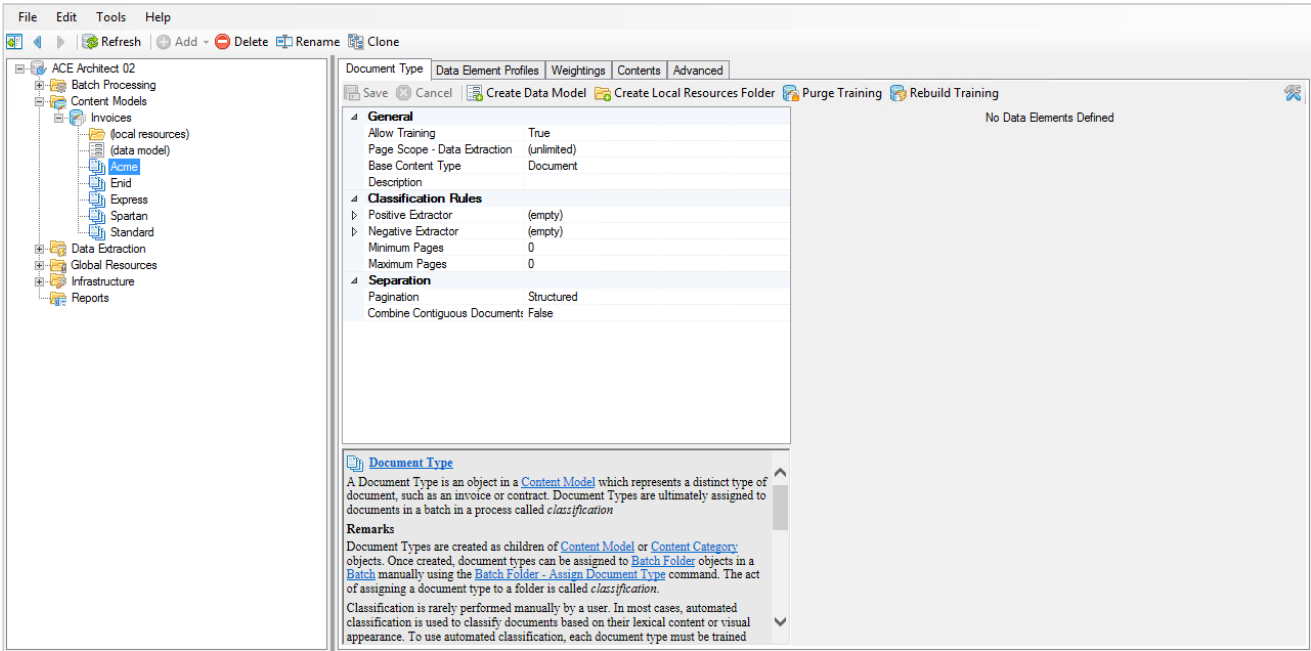 File Edit Tools Help
Refresh Add Delete Rename Clone
ACE Architect 02
Batch Processing
Content Models
Invoices
(local resources)
(data model)
Acme
Enid
Express
Spartan
Standard
Data Extraction
Global Resources
Infrastructure
Reports
Document Type Data Element Profiles Weightings Contents Advanced
Save Cancel Create Data Model Create Local Resources Folder Purge Training Rebuild Training
General
Allow Training True
Page Scope - Data Extraction (unlimited)
Base Content Type Document
Description
Classification Rules
Positive Extractor (empty)
Negative Extractor (empty)
Minimum Pages 0
Maximum Pages 0
Separation
Pagination Structured
Combine Contiguous Documents False
No Data Elements Defined
Document Type
A Document Type is an object in a Content Model which represents a distinct type of
document, such as an invoice or contract. Document Types are ultimately assigned to
documents in a batch in a process called classification
Remarks
Document Types are created as children of Content Model or Content Category
objects. Once created, document types can be assigned to Batch Folder objects in a
Batch manually using the Batch Folder - Assign Document Type command. The act
of assigning a document type to a folder is called classification.
Classification is rarely performed manually by a user. In most cases, automated
classification is used to classify documents based on their lexical content or visual
appearance. To use automated classification, each document type must be trained